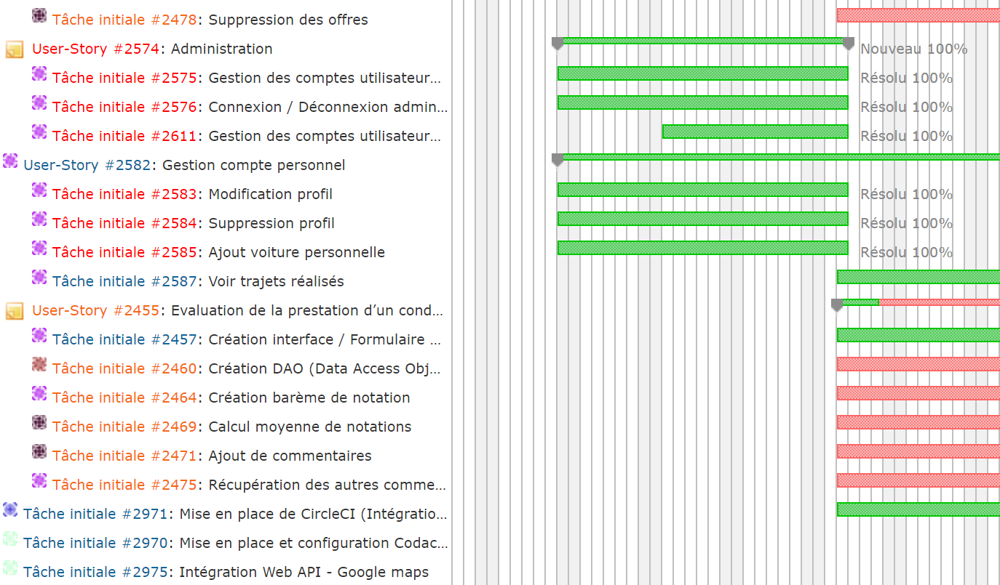 Tâche initiale #2478: Suppression des offres
User-Story #2574: Administration Nouveau 100%
Tâche initiale #2575: Gestion des comptes utilisateur... Résolu 100%
Tâche initiale #2576: Connexion / Déconnexion admin... Résolu 100%
Tâche initiale #2611: Gestion des comptes utilisateur... Résolu 100%
User-Story #2582: Gestion compte personnel
Tâche initiale #2583: Modification profil Résolu 100%
Tâche initiale #2584: Suppression profil Résolu 100%
Tâche initiale #2585: Ajout voiture personnelle Résolu 100%
Tâche initiale #2587: Voir trajets réalisés
User-Story #2455: Evaluation de la prestation d’un cond...
Tâche initiale #2457: Création interface / Formulaire ...
Tâche initiale #2460: Création DAO (Data Access Obj...
Tâche initiale #2464: Création barème de notation
Tâche initiale #2469: Calcul moyenne de notations
Tâche initiale #2471: Ajout de commentaires
Tâche initiale #2475: Récupération des autres comme...
Tâche initiale #2971: Mise en place de CircleCI (Intégratio...
Tâche initiale #2970: Mise en place et configuration Codac...
Tâche initiale #2975: Intégration Web API - Google maps